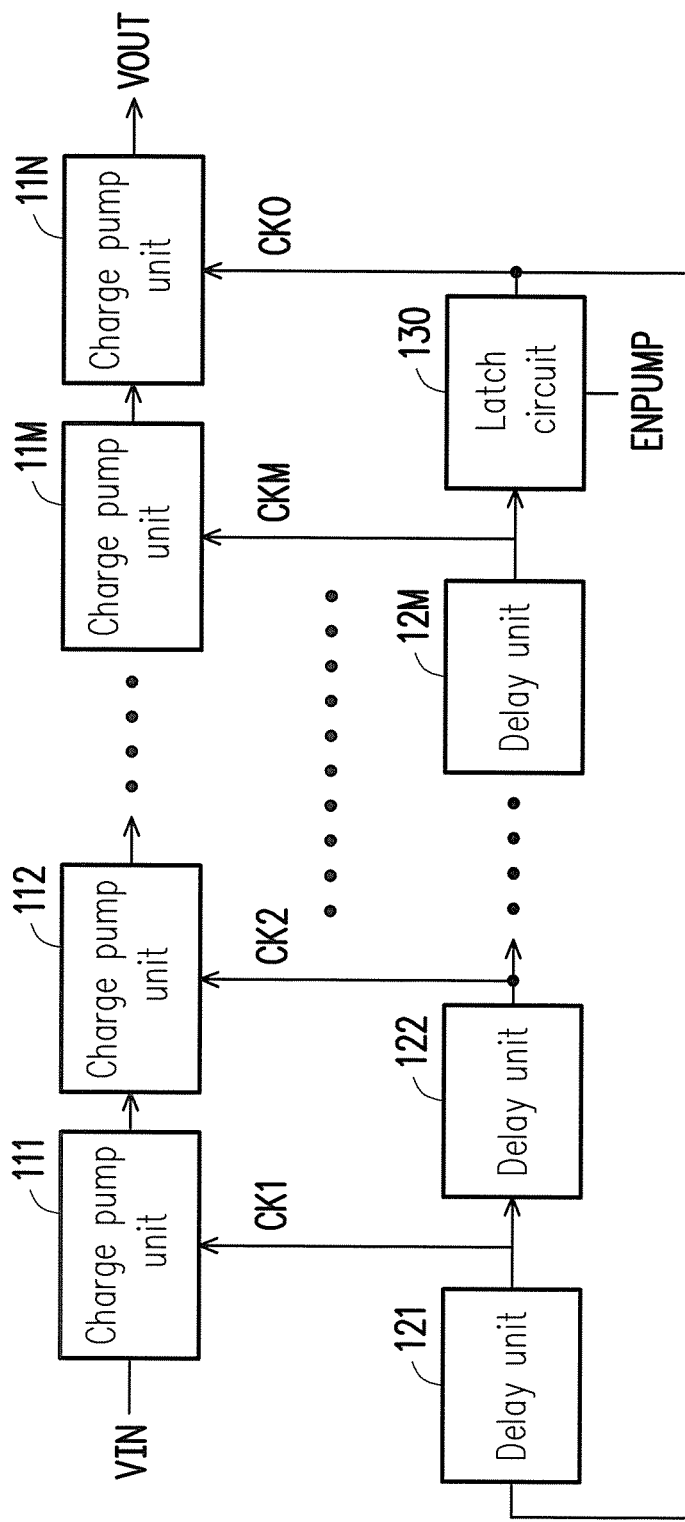 111
112
11M
11N
VIN
Charge pump
unit
Charge pump
unit
Charge pump
unit
Charge pump
unit
VOUT
CK1
CK2
CKM
CKO
121
122
12M
130
Delay unit
Delay unit
Delay unit
Latch
circuit
ENPUMP